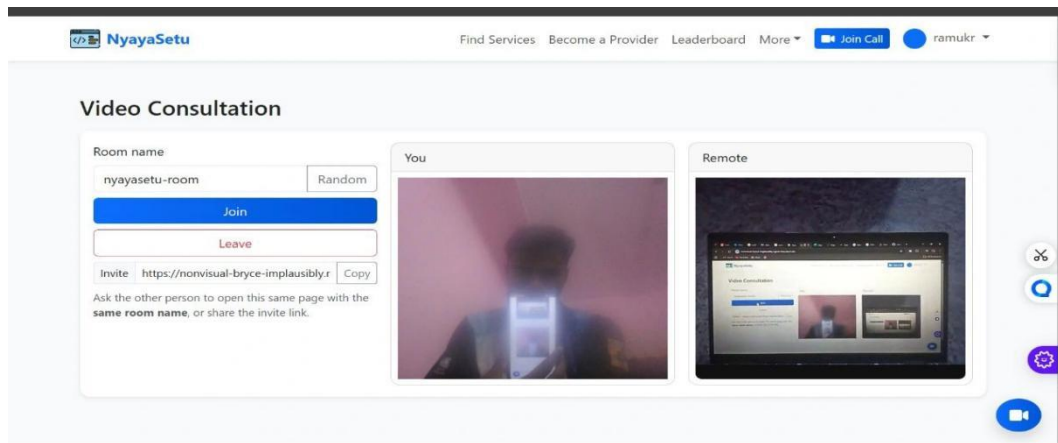 NyayaSetu
Find Services Become a Provider Leaderboard More Join Call ramukr
Video Consultation
Room name
nyayasetu-room Random
Join
Leave
Invite https://nonvisual-bryce-implausibly.r Copy
Ask the other person to open this same page with the
same room name, or share the invite link.
You
Remote
Video Consultation